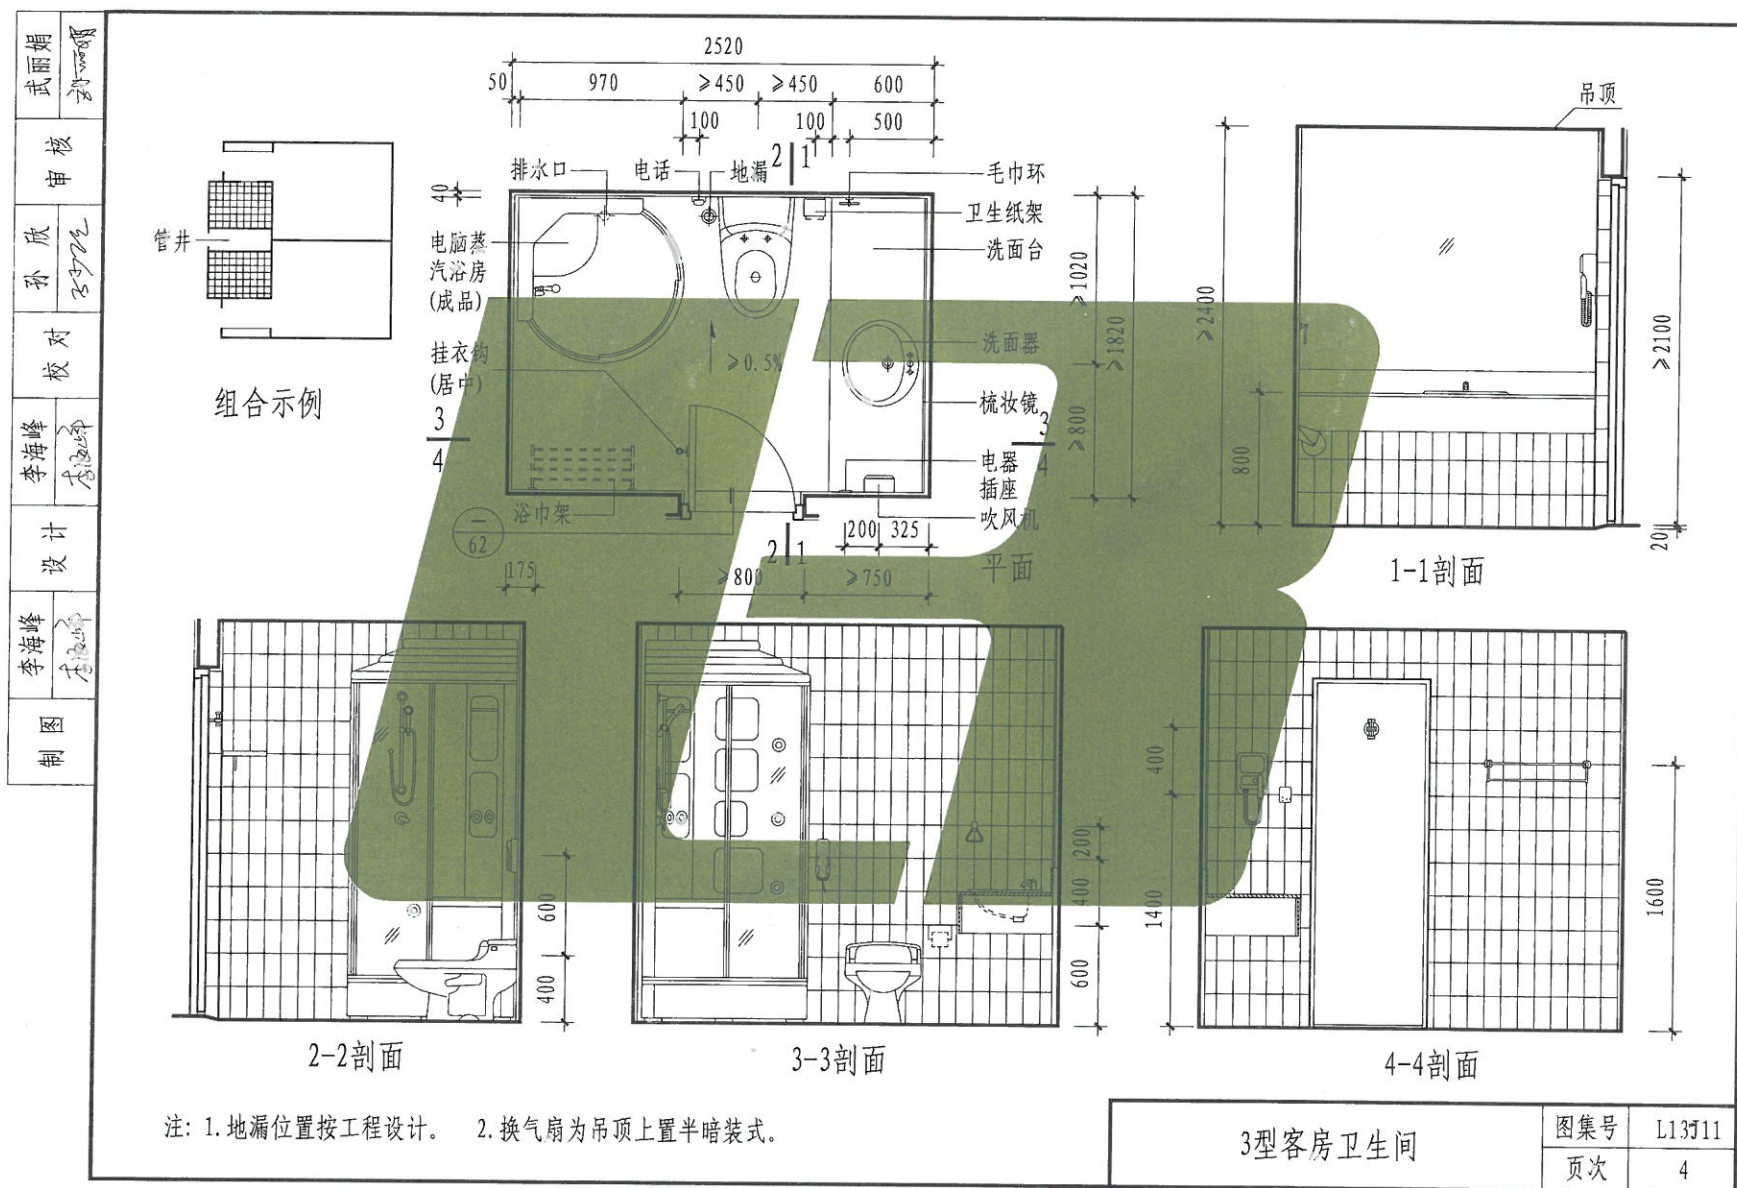 武丽娟
审核
孙欣
校对
李海峰
设计
李海峰
制图
管井
组合示例
2520
50
970
≥450
≥450
600
100
100
500
2
1
排水口
电话
地漏
毛巾环
卫生纸架
洗面台
40
电脑蒸
汽浴房
(成品)
挂衣钩
(居中)
≥0.5%
洗面器
梳妆镜
3
4
3
4
电器
插座
吹风机
浴巾架
一
62
≥1020
≥1820
≥800
200
325
2
1
175
≥800
≥750
平面
吊顶
≥2400
≥2100
800
20
1-1剖面
600
400
2-2剖面
200
400
600
3-3剖面
400
1400
1600
4-4剖面
注: 1.地漏位置按工程设计。 2.换气扇为吊顶上置半暗装式。
3型客房卫生间
图集号
L13J11
页次
4